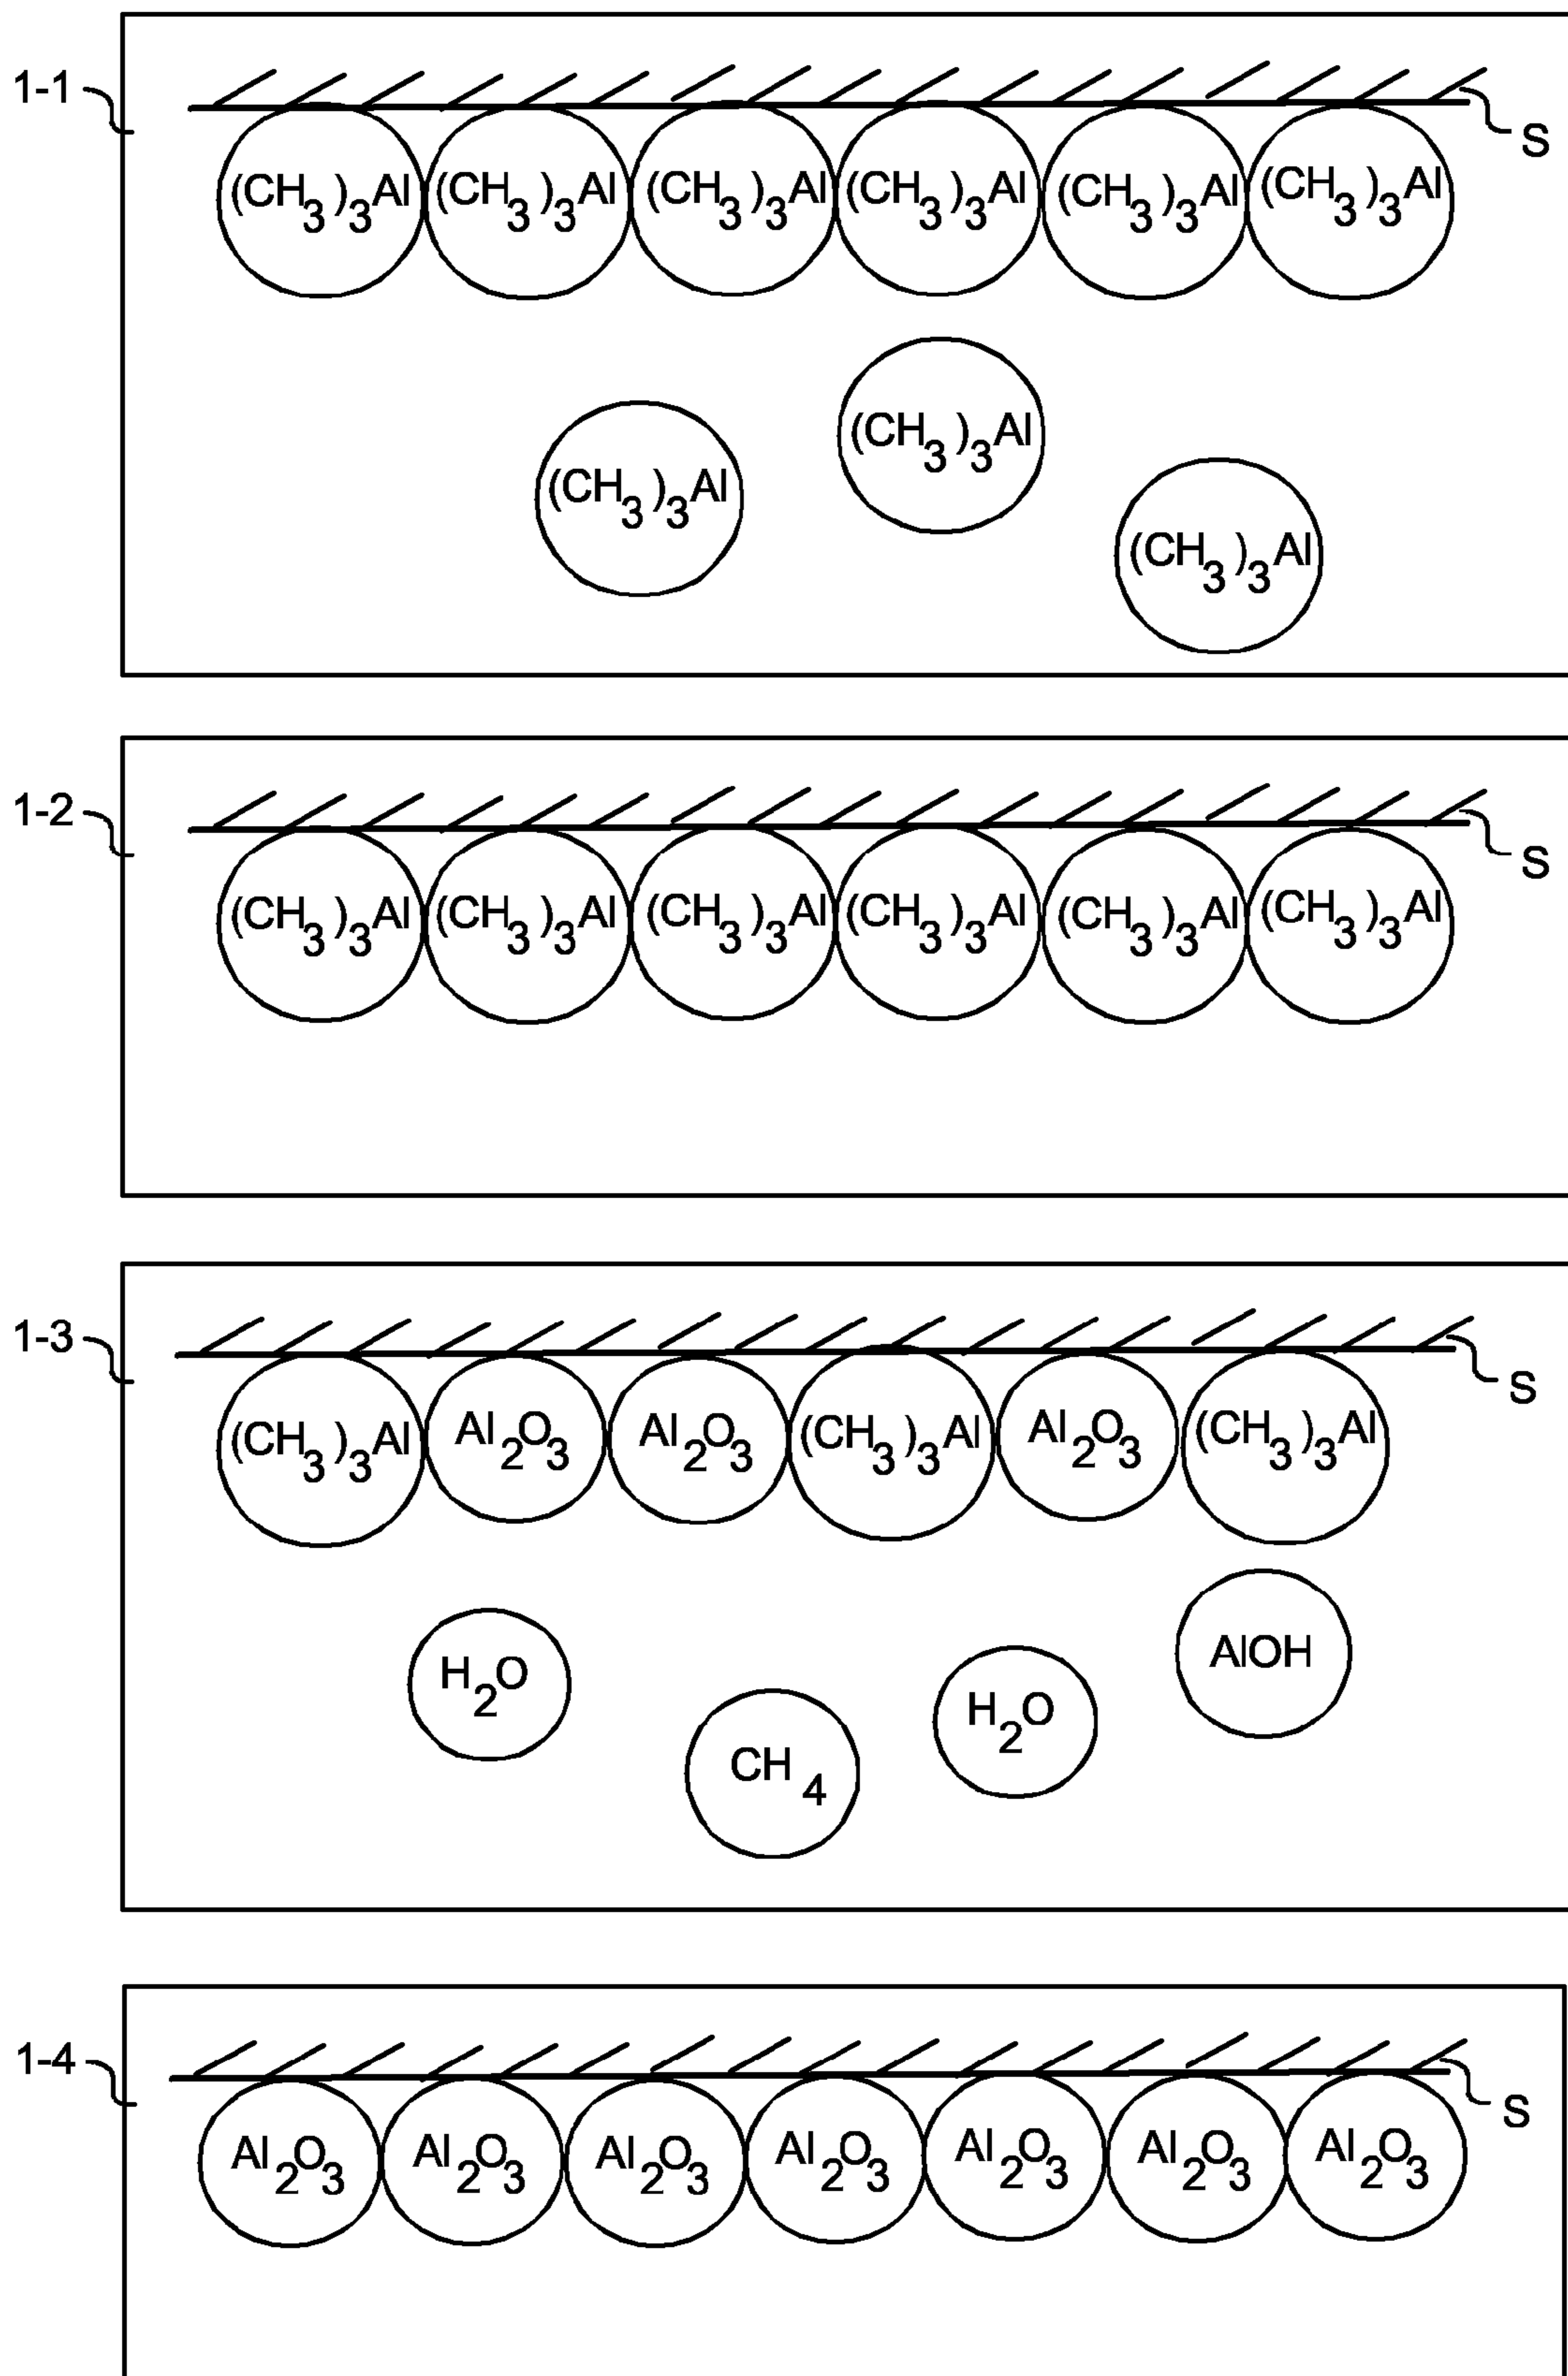 1-1
S
(CH3)3Al (CH3)3Al (CH3)3Al (CH3)3Al (CH3)3Al (CH3)3Al
(CH3)3Al
(CH3)3Al
(CH3)3Al
1-2
S
(CH3)3Al (CH3)3Al (CH3)3Al (CH3)3Al (CH3)3Al (CH3)3Al
1-3
S
(CH3)3Al Al2O3 Al2O3 (CH3)3Al Al2O3 (CH3)3Al
H2O
CH4
H2O
AlOH
1-4
S
Al2O3 Al2O3 Al2O3 Al2O3 Al2O3 Al2O3 Al2O3